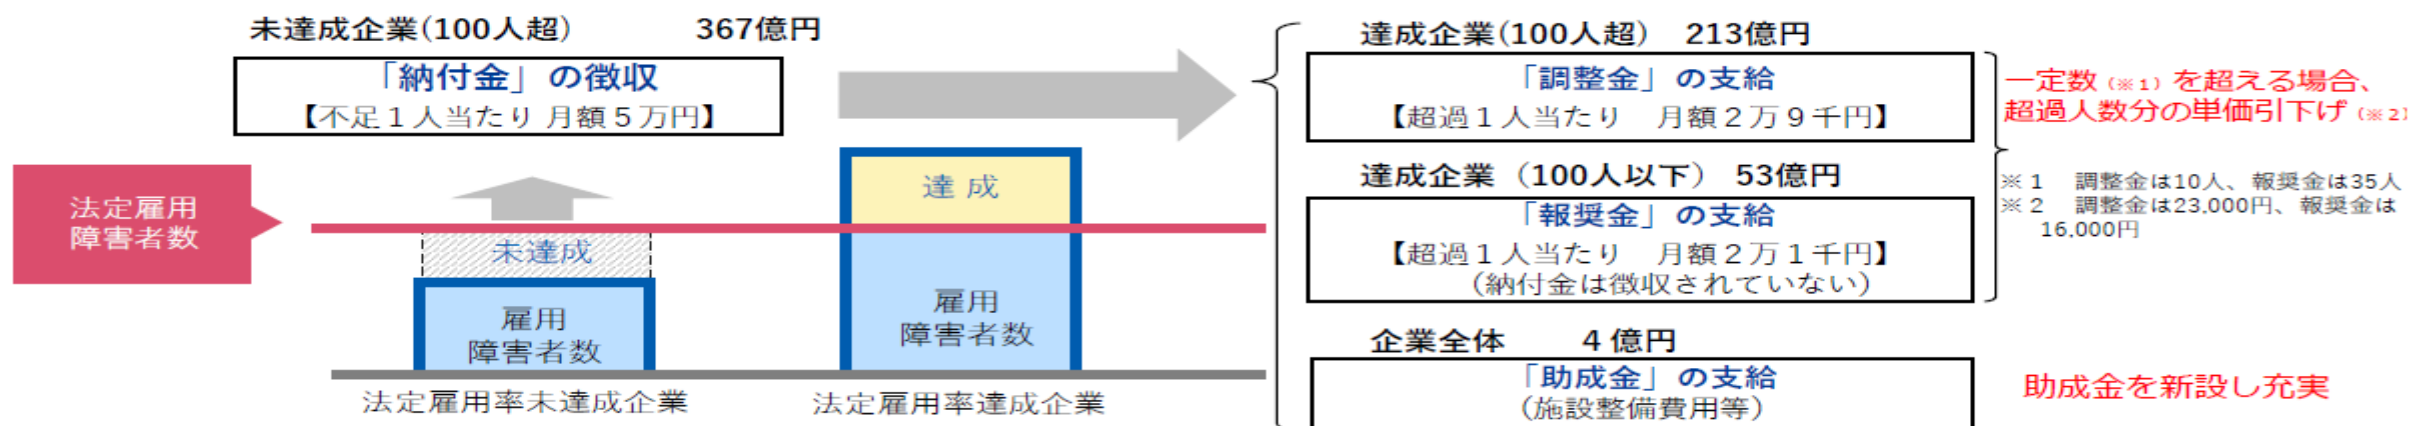 未達成企業(100人超) 367億円
「納付金」の徴収
【不足１人当たり 月額５万円】
法定雇用
障害者数
未達成
雇用
障害者数
法定雇用率未達成企業
達 成
雇用
障害者数
法定雇用率達成企業
達成企業(100人超) 213億円
「調整金」の支給
【超過１人当たり　月額２万９千円】
達成企業（100人以下） 53億円
「報奨金」の支給
【超過１人当たり　月額２万１千円】
（納付金は徴収されていない）
企業全体　　４億円
「助成金」の支給
（施設整備費用等）
一定数（※１）を超える場合、
超過人数分の単価引下げ（※２）
※１　調整金は10人、報奨金は35人
※２　調整金は23,000円、報奨金は
16,000円
助成金を新設し充実